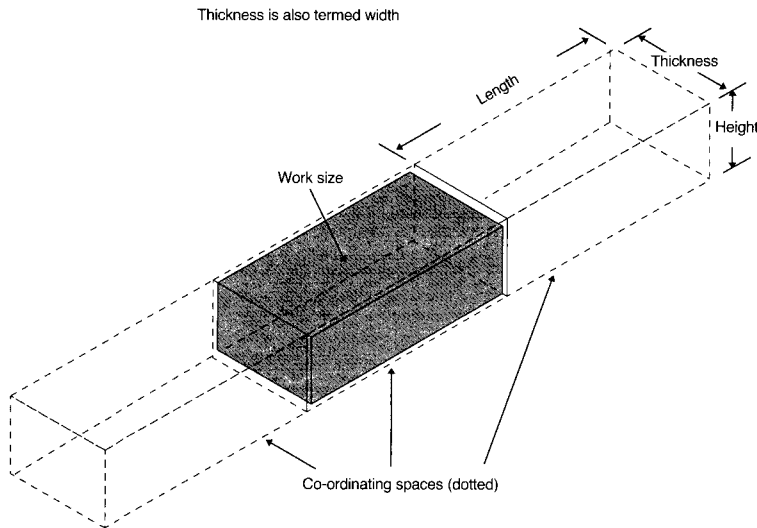 Thickness is also termed width
Length
Thickness
Height
Work size
Co-ordinating spaces (dotted)